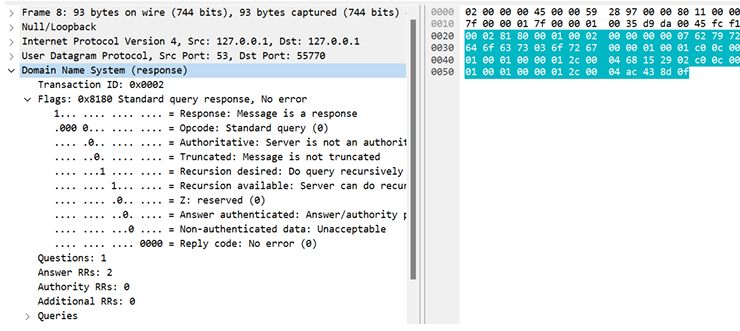 Frame 8: 93 bytes on wire (744 bits), 93 bytes captured (744 bits)
Null/Loopback
Internet Protocol Version 4, Src: 127.0.0.1, Dst: 127.0.0.1
User Datagram Protocol, Src Port: 53, Dst Port: 55770
Domain Name System (response)
Transaction ID: 0x0002
Flags: 0x8180 Standard query response, No error
1... .... .... .... = Response: Message is a response
.000 0... .... .... = Opcode: Standard query (0)
.... .0.. .... .... = Authoritative: Server is not an authorit
.... ..0. .... .... = Truncated: Message is not truncated
.... ...1 .... .... = Recursion desired: Do query recursively
.... .... 1... .... = Recursion available: Server can do recur
.... .... .0.. .... = Z: reserved (0)
.... .... ..0. .... = Answer authenticated: Answer/authority p
.... .... ...0 .... = Non-authenticated data: Unacceptable
.... .... .... 0000 = Reply code: No error (0)
Questions: 1
Answer RRs: 2
Authority RRs: 0
Additional RRs: 0
Queries
0000 02 00 00 00 45 00 00 59 28 97 00 00 80 11 00 00
0010 7f 00 00 01 7f 00 00 01 00 35 d9 da 00 45 fc f1
0020 00 02 81 80 00 01 00 02 00 00 00 00 07 62 79 72
0030 64 6f 63 73 03 6f 72 67 00 00 01 00 01 c0 0c 00
0040 01 00 01 00 00 01 2c 00 04 68 15 29 02 c0 0c 00
0050 01 00 01 00 00 01 2c 00 04 ac 43 8d 0f